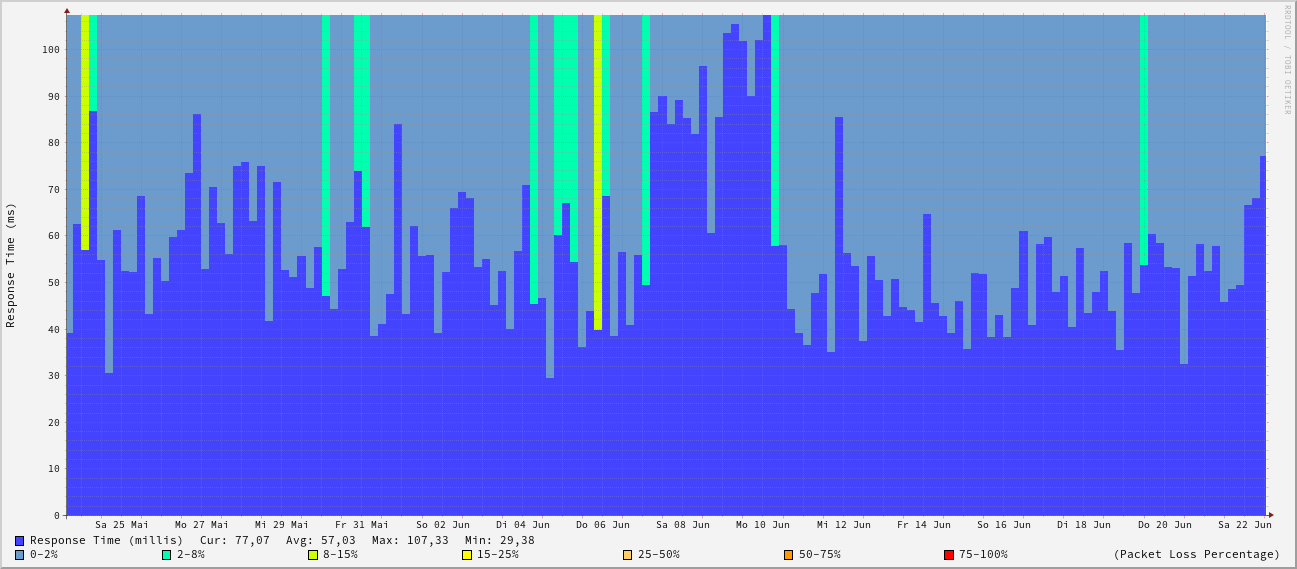 RRDTOOL / TOBI OETIKER
Response Time (ms)
100
90
80
70
60
50
40
30
20
10
0
Sa 25 Mai Mo 27 Mai Mi 29 Mai Fr 31 Mai So 02 Jun Di 04 Jun Do 06 Jun Sa 08 Jun Mo 10 Jun Mi 12 Jun Fr 14 Jun So 16 Jun Di 18 Jun Do 20 Jun Sa 22 Jun
Response Time (millis) Cur: 77,07 Avg: 57,03 Max: 107,33 Min: 29,38
0-2% 2-8% 8-15% 15-25% 25-50% 50-75% 75-100% (Packet Loss Percentage)